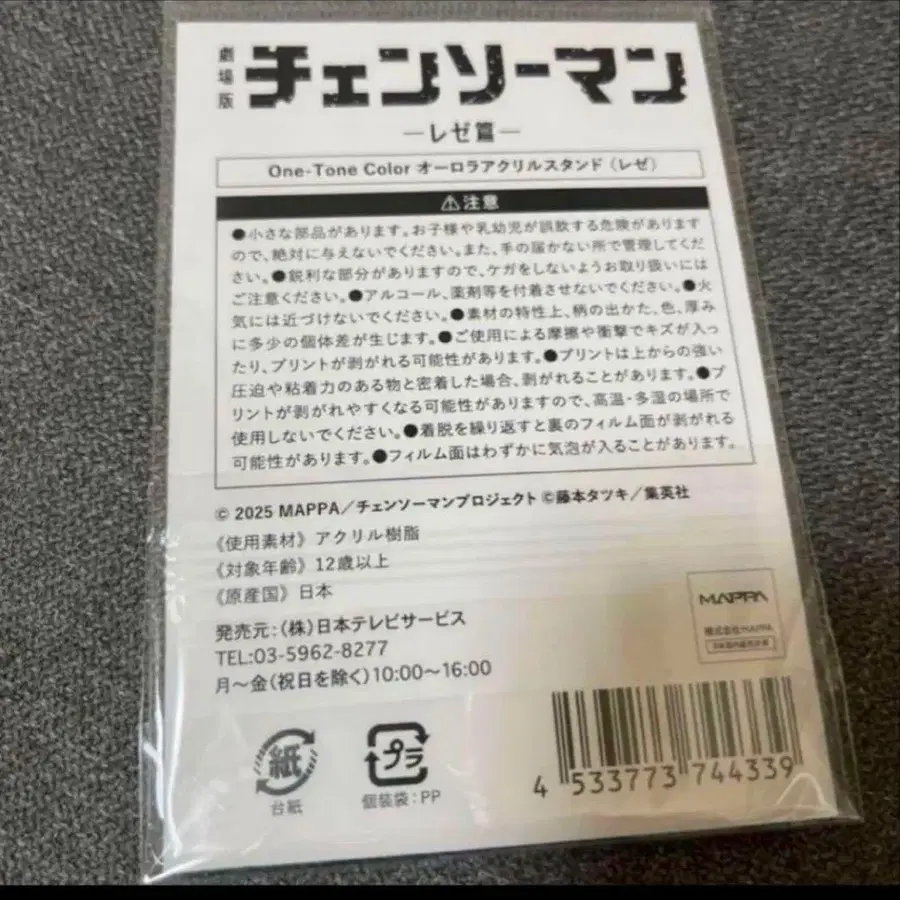 劇場版 チェンソーマン
―レゼ篇―
One-Tone Color オーロラアクリルスタンド（レゼ）
⚠注意
●小さな部品があります。お子様や乳幼児が誤飲する危険があります
ので、絶対に与えないでください。また、手の届かない所で管理してくだ
さい。●鋭利な部分がありますので、ケガをしないようお取り扱いには
ご注意ください。●アルコール、薬剤等を付着させないでください。●火
気には近づけないでください。●素材の特性上、柄の出かた、色、厚み
に多少の個体差が生じます。●ご使用による摩擦や衝撃でキズが入っ
たり、プリントが剥がれる可能性があります。●プリントは上からの強い
圧迫や粘着力のある物と密着した場合、剥がれることがあります。●プ
リントが剥がれやすくなる可能性がありますので、高温・多湿の場所で
使用しないでください。●着脱を繰り返すと裏のフィルム面が剥がれる
可能性があります。●フィルム面はわずかに気泡が入ることがあります。
© 2025 MAPPA／チェンソーマンプロジェクト ©藤本タツキ／集英社
《使用素材》アクリル樹脂
《対象年齢》12歳以上
《原産国》日本
発売元:(株)日本テレビサービス
TEL:03-5962-8277
月〜金(祝日を除く)10:00〜16:00
MAPPA
株式会社MAPPA
紙
台紙
プラ
個装袋:PP
4 533773 744339